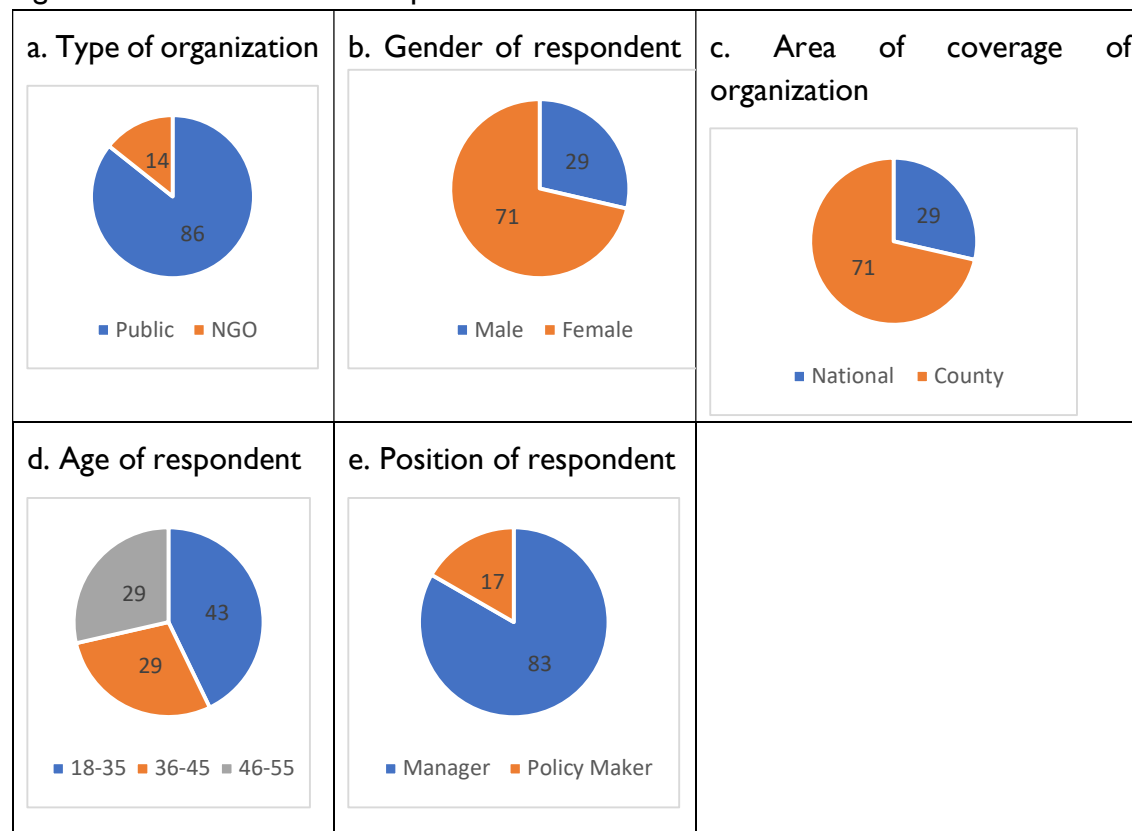 a. Type of organization
14
86
Public NGO
b. Gender of respondent
29
71
Male Female
c. Area of coverage of
organization
29
71
National County
d. Age of respondent
29
43
29
18-35 36-45 46-55
e. Position of respondent
17
83
Manager Policy Maker